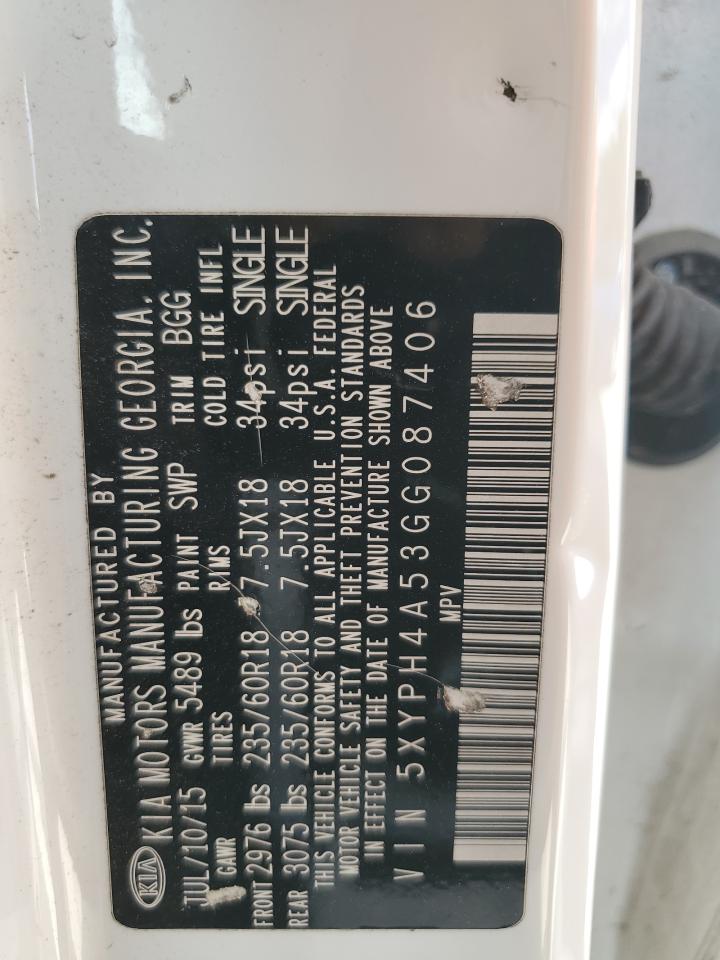 MANUFACTURED BY
KIA KIA MOTORS MANUFACTURING GEORGIA, INC.
JUL/10/15 GVWR 5489 lbs PAINT SWP TRIM BGG
GAWR TIRES RIMS COLD TIRE INFL
FRONT 2976 lbs 235/60R18 7.5JX18 34psi SINGLE
REAR 3075 lbs 235/60R18 7.5JX18 34psi SINGLE
THIS VEHICLE CONFORMS TO ALL APPLICABLE U.S.A. FEDERAL
MOTOR VEHICLE SAFETY AND THEFT PREVENTION STANDARDS
IN EFFECT ON THE DATE OF MANUFACTURE SHOWN ABOVE
VIN 5XYPH4A53GG087406
MPV